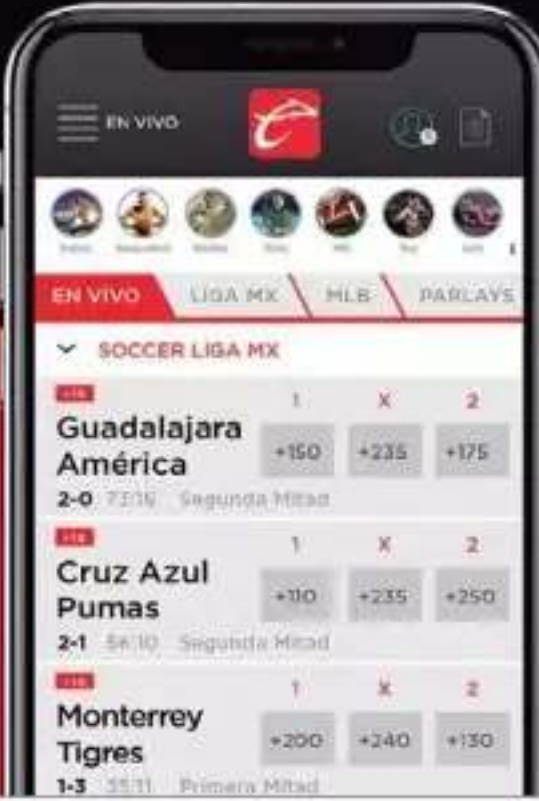 EN VIVO
EN VIVO LIGA MX MLB PARLAYS
SOCCER LIGA MX
1 X 2
Guadalajara
América
+150 +235 +175
2-0 Segunda Mitad
1 X 2
Cruz Azul
Pumas
+110 +235 +250
2-1 Segunda Mitad
1 X 2
Monterrey
Tigres
+200 +240 +130
1-3 Primera Mitad